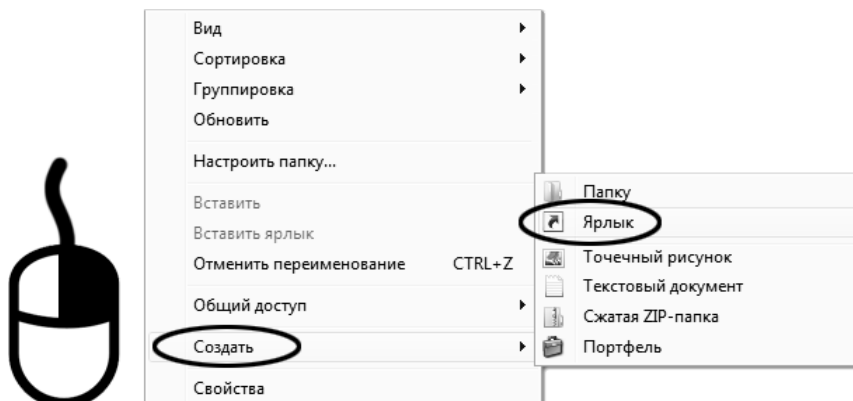 Вид
Сортировка
Группировка
Обновить
Настроить папку...
Вставить
Вставить ярлык
Отменить переименование CTRL+Z
Общий доступ
Создать
Свойства
Папку
Ярлык
Точечный рисунок
Текстовый документ
Сжатая ZIP-папка
Портфель